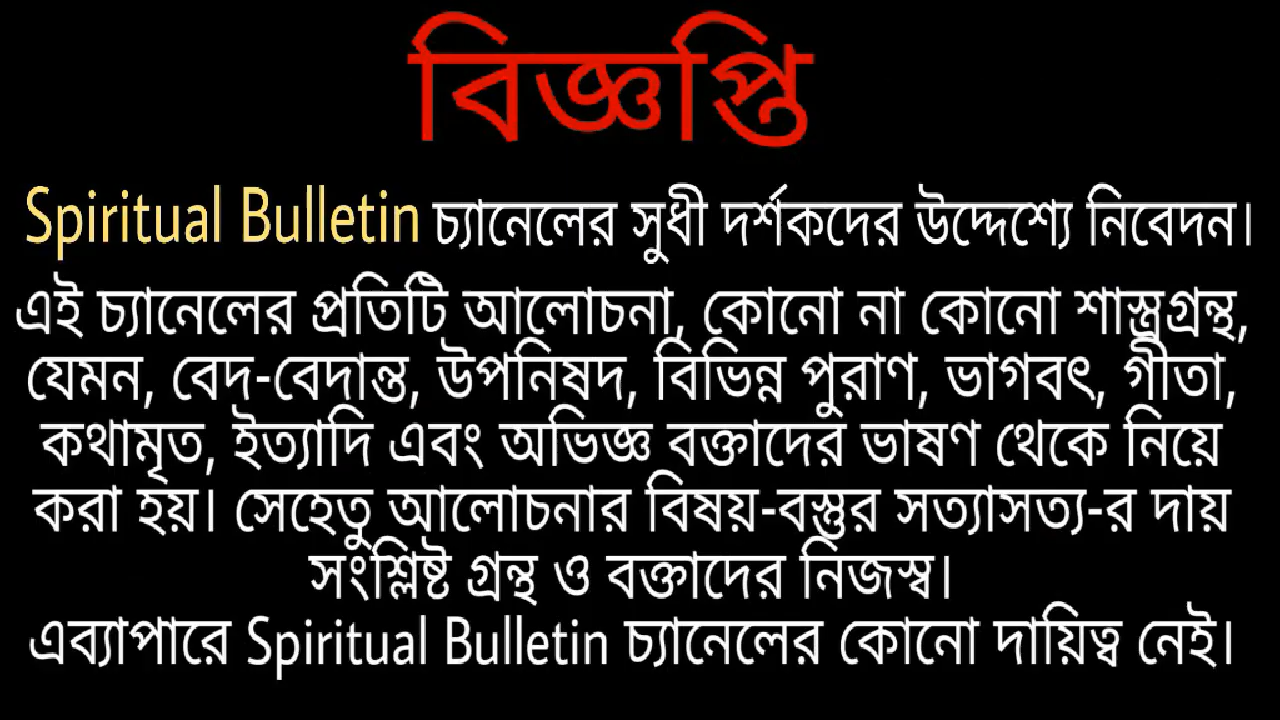 বিজ্ঞপ্তি
Spiritual Bulletin চ্যানেলের সুধী দর্শকদের উদ্দেশ্যে নিবেদন।
এই চ্যানেলের প্রতিটি আলোচনা, কোনো না কোনো শাস্ত্রগ্রন্থ,
যেমন, বেদ-বেদান্ত, উপনিষদ, বিভিন্ন পুরাণ, ভাগবৎ, গীতা,
কথামৃত, ইত্যাদি এবং অভিজ্ঞ বক্তাদের ভাষণ থেকে নিয়ে
করা হয়। সেহেতু আলোচনার বিষয়-বস্তুর সত্যাসত্য-র দায়
সংশ্লিষ্ট গ্রন্থ ও বক্তাদের নিজস্ব।
এব্যাপারে Spiritual Bulletin চ্যানেলের কোনো দায়িত্ব নেই।